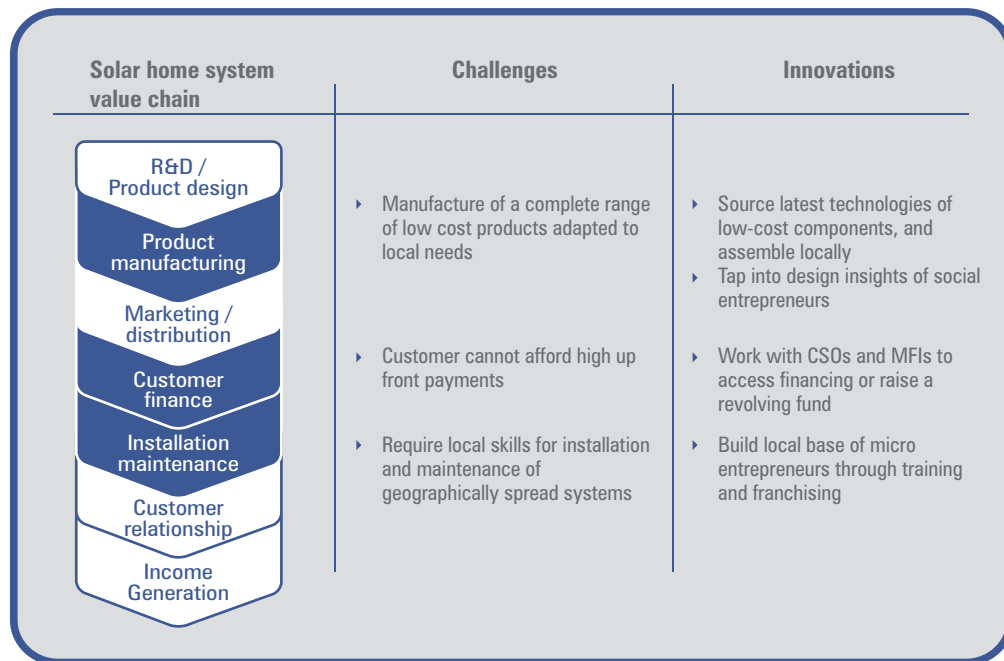 Solar home system
value chain
Challenges
Innovations
R&D /
Product design
Product
manufacturing
Marketing /
distribution
Customer
finance
Installation
maintenance
Customer
relationship
Income
Generation
‣ Manufacture of a complete range
of low cost products adapted to
local needs
‣ Customer cannot afford high up
front payments
‣ Require local skills for installation
and maintenance of
geographically spread systems
‣ Source latest technologies of
low-cost components, and
assemble locally
‣ Tap into design insights of social
entrepreneurs
‣ Work with CSOs and MFIs to
access financing or raise a
revolving fund
‣ Build local base of micro
entrepreneurs through training
and franchising